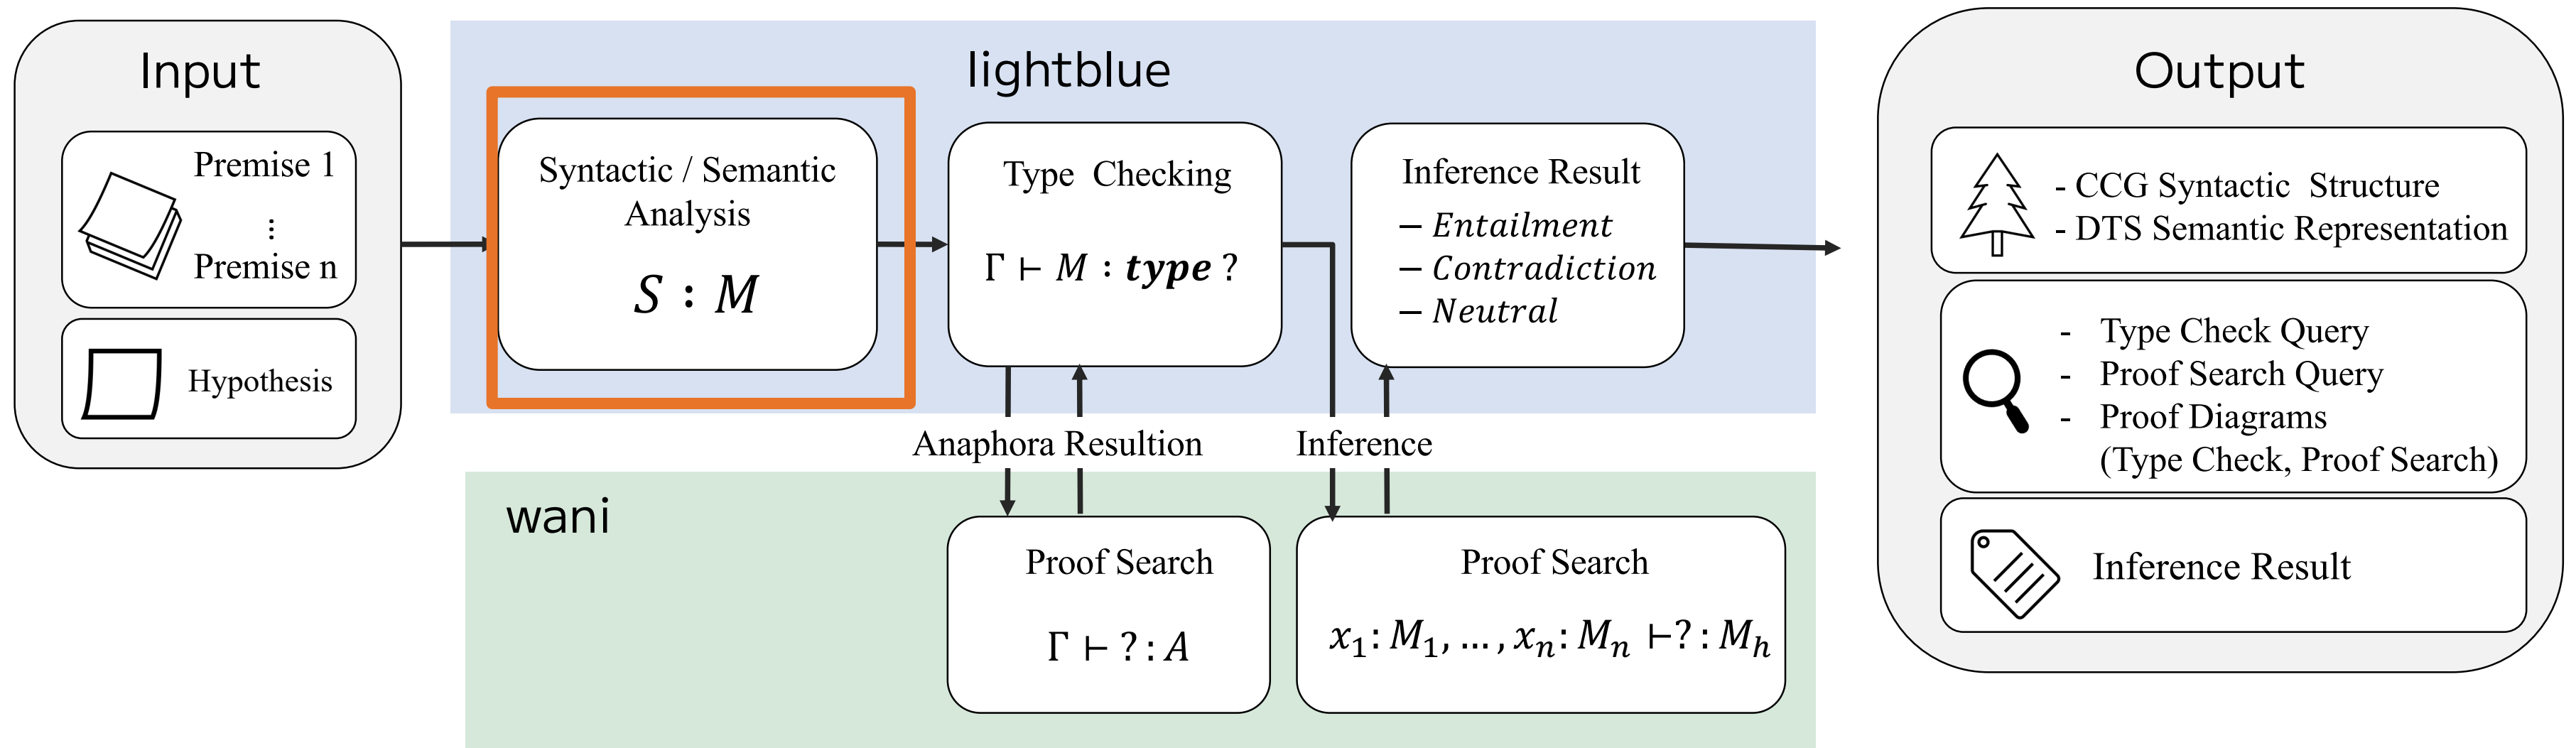 Input
Premise 1
⋮
Premise n
Hypothesis
lightblue
Syntactic / Semantic
Analysis
S : M
Type Checking
Γ ⊢ M : type ?
Inference Result
– Entailment
– Contradiction
– Neutral
Anaphora Resultion
Inference
wani
Proof Search
Γ ⊢ ? : A
Proof Search
x₁: M₁, … , xₙ: Mₙ ⊢? : Mₕ
Output
- CCG Syntactic Structure
- DTS Semantic Representation
- Type Check Query
- Proof Search Query
- Proof Diagrams
(Type Check, Proof Search)
Inference Result